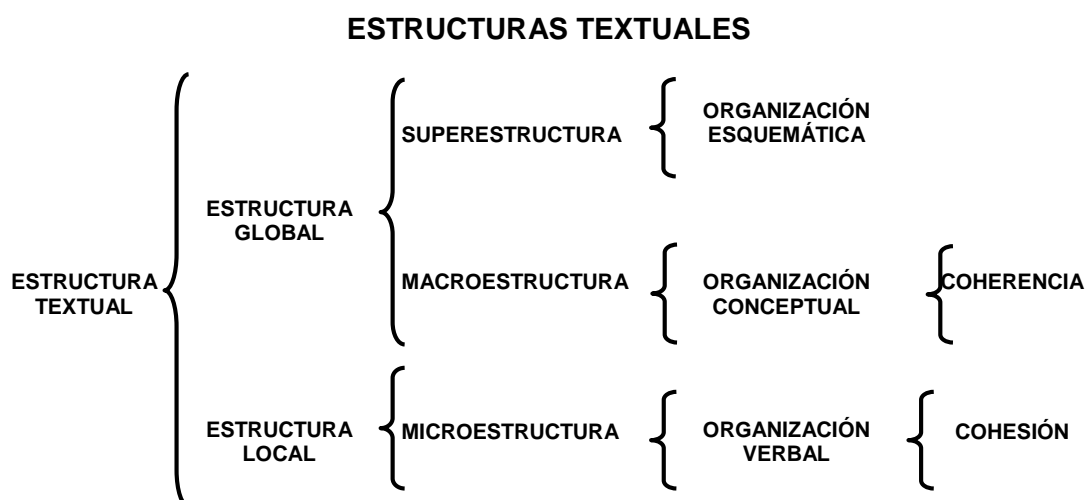 ESTRUCTURAS TEXTUALES
ESTRUCTURA
TEXTUAL
ESTRUCTURA
GLOBAL
SUPERESTRUCTURA
ORGANIZACIÓN
ESQUEMÁTICA
MACROESTRUCTURA
ORGANIZACIÓN
CONCEPTUAL
COHERENCIA
ESTRUCTURA
LOCAL
MICROESTRUCTURA
ORGANIZACIÓN
VERBAL
COHESIÓN